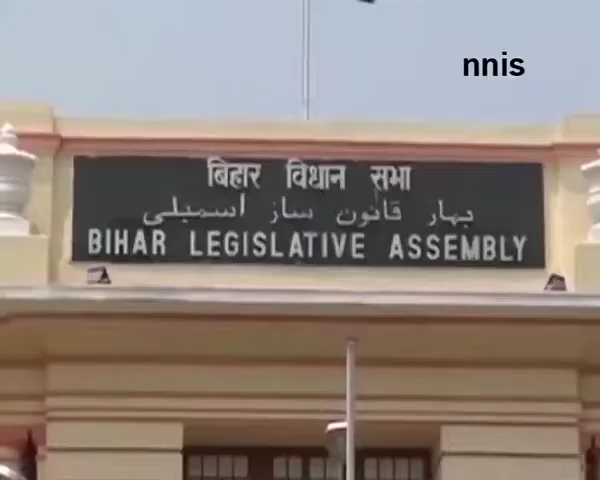 nnis
बिहार विधान सभा
بہار قانون ساز اسمبلی
BIHAR LEGISLATIVE ASSEMBLY